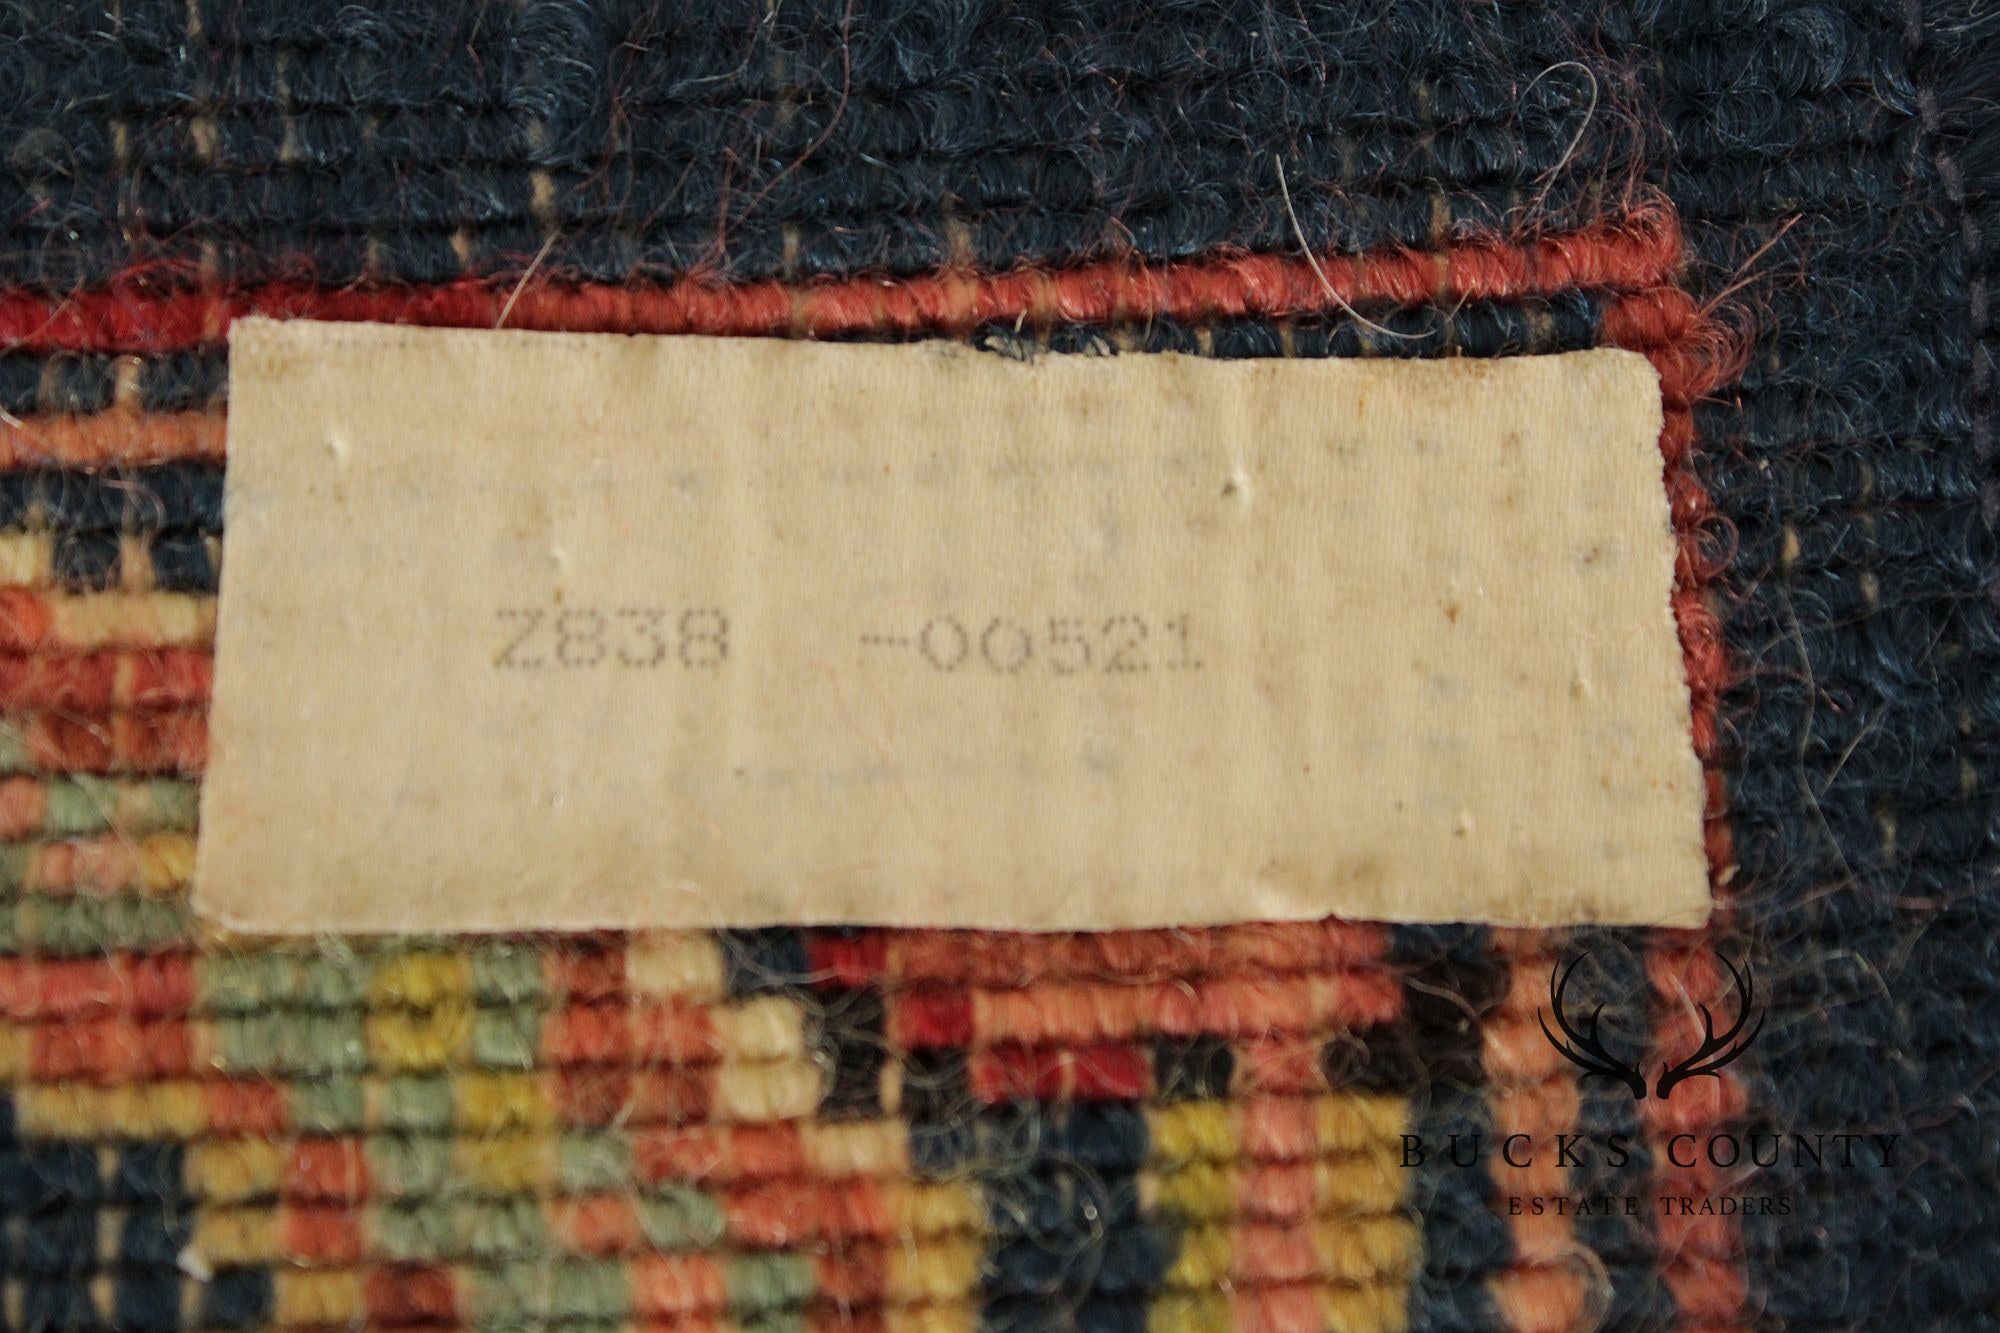 Z838 -00521
BUCKS COUNTY
ESTATE TRADERS